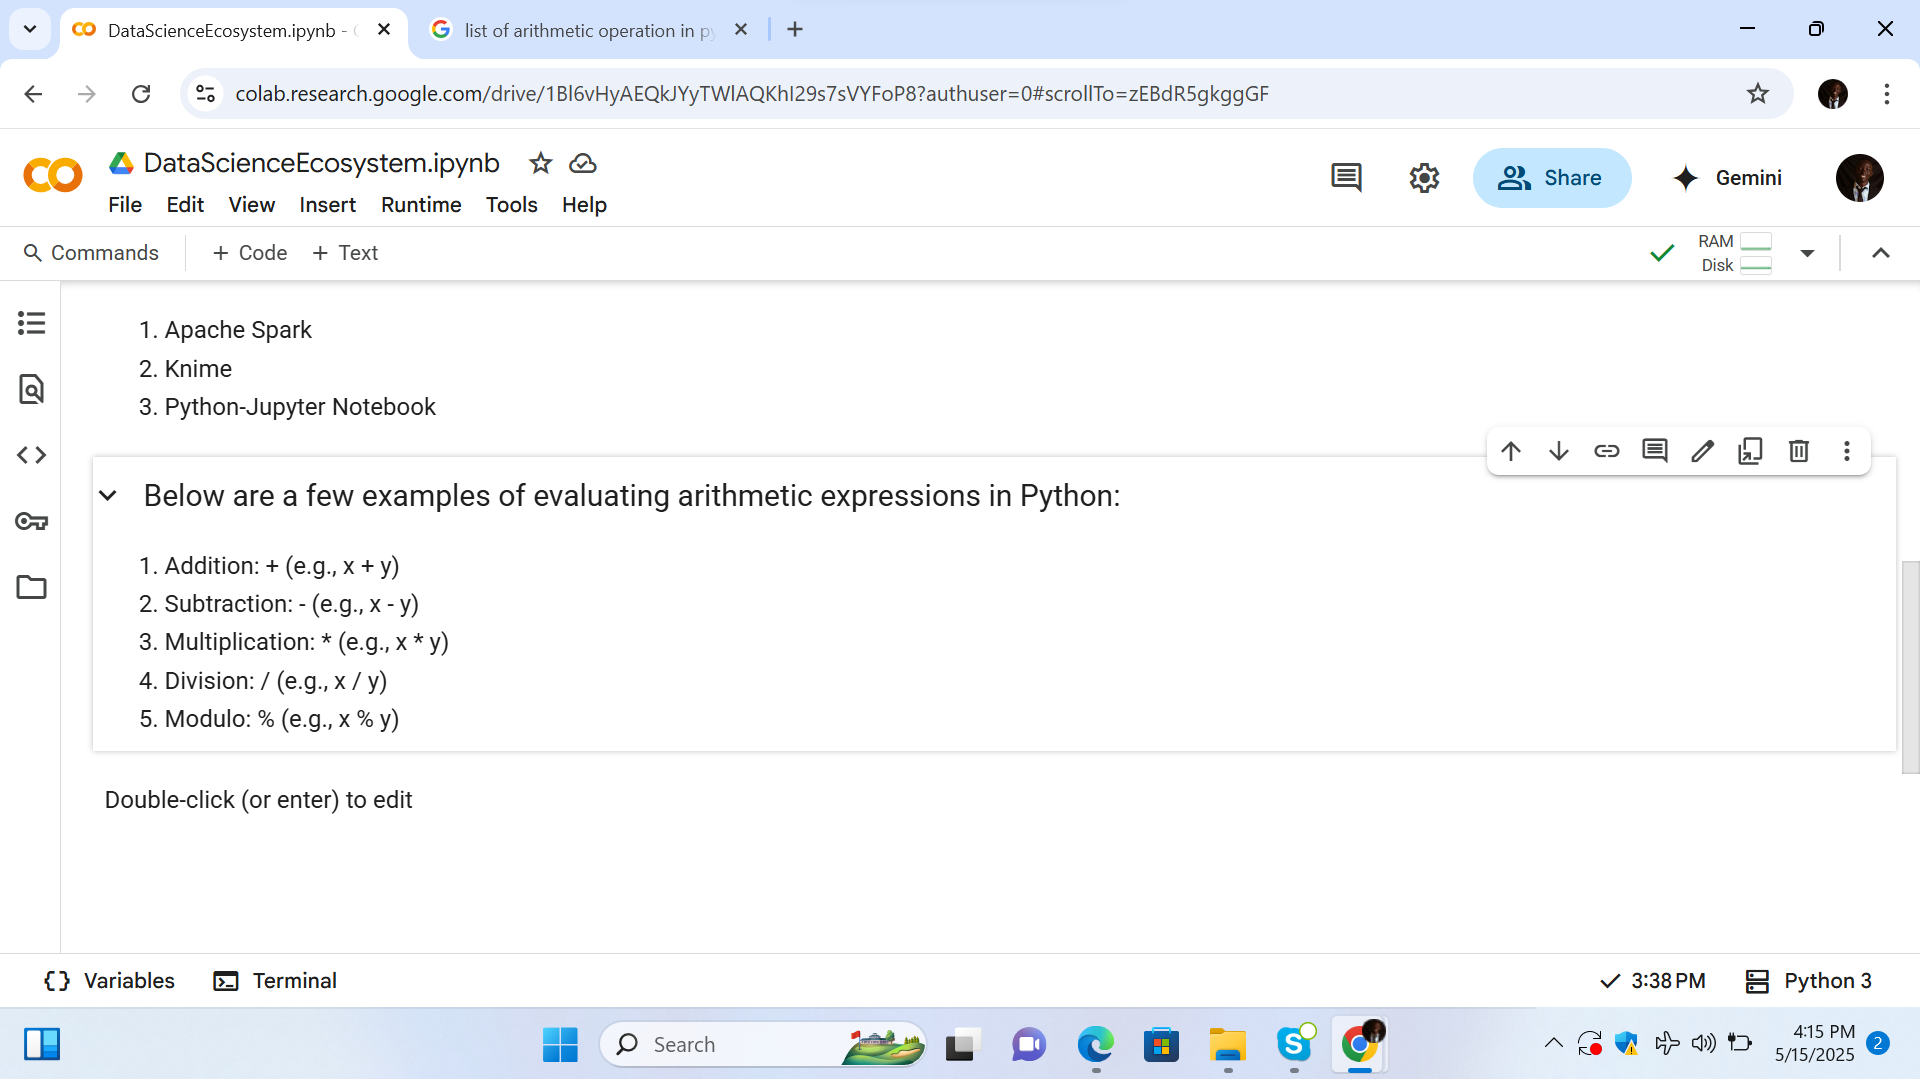 DataScienceEcosystem.ipynb -
list of arithmetic operation in py
colab.research.google.com/drive/1Bl6vHyAEQkJYyTWlAQKhI29s7sVYFoP8?authuser=0#scrollTo=zEBdR5gkggGF
DataScienceEcosystem.ipynb
File Edit View Insert Runtime Tools Help
Share
Gemini
Commands
+ Code + Text
RAM
Disk
1. Apache Spark
2. Knime
3. Python-Jupyter Notebook
Below are a few examples of evaluating arithmetic expressions in Python:
1. Addition: + (e.g., x + y)
2. Subtraction: - (e.g., x - y)
3. Multiplication: * (e.g., x * y)
4. Division: / (e.g., x / y)
5. Modulo: % (e.g., x % y)
Double-click (or enter) to edit
Variables Terminal
3:38 PM Python 3
Search
4:15 PM
5/15/2025
2